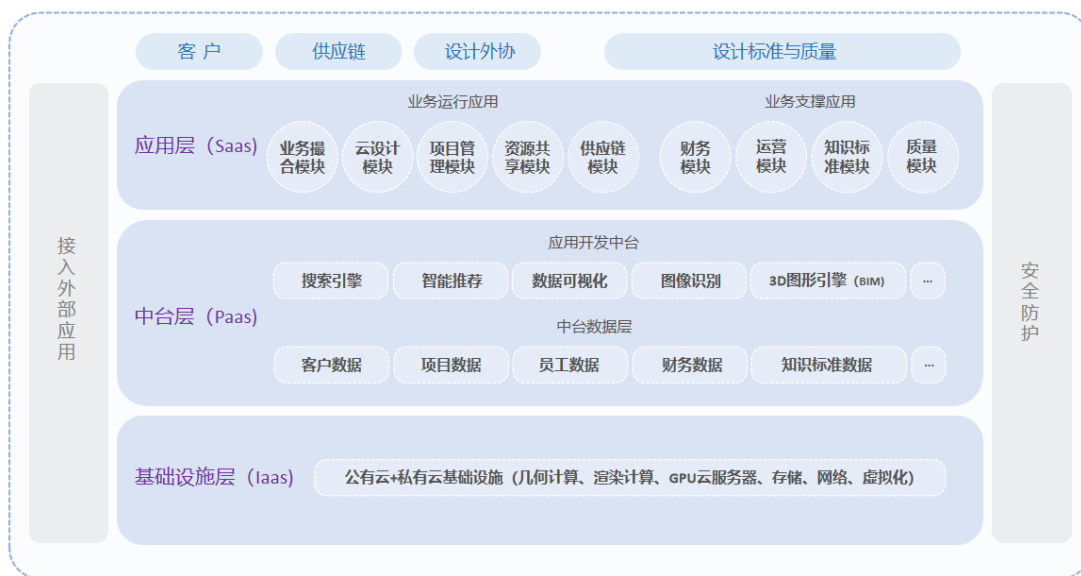 客 户
供应链
设计外协
设计标准与质量
接入外部应用
应用层（Saas)
业务运行应用
业务撮
合模块
云设计
模块
项目管
理模块
资源共
享模块
供应链
模块
业务支撑应用
财务
模块
运营
模块
知识标
准模块
质量
模块
中台层（Paas)
应用开发中台
搜索引擎
智能推荐
数据可视化
图像识别
3D图形引擎（BIM)
...
中台数据层
客户数据
项目数据
员工数据
财务数据
知识标准数据
...
基础设施层（Iaas)
公有云+私有云基础设施（几何计算、渲染计算、GPU云服务器、存储、网络、虚拟化）
安全防护